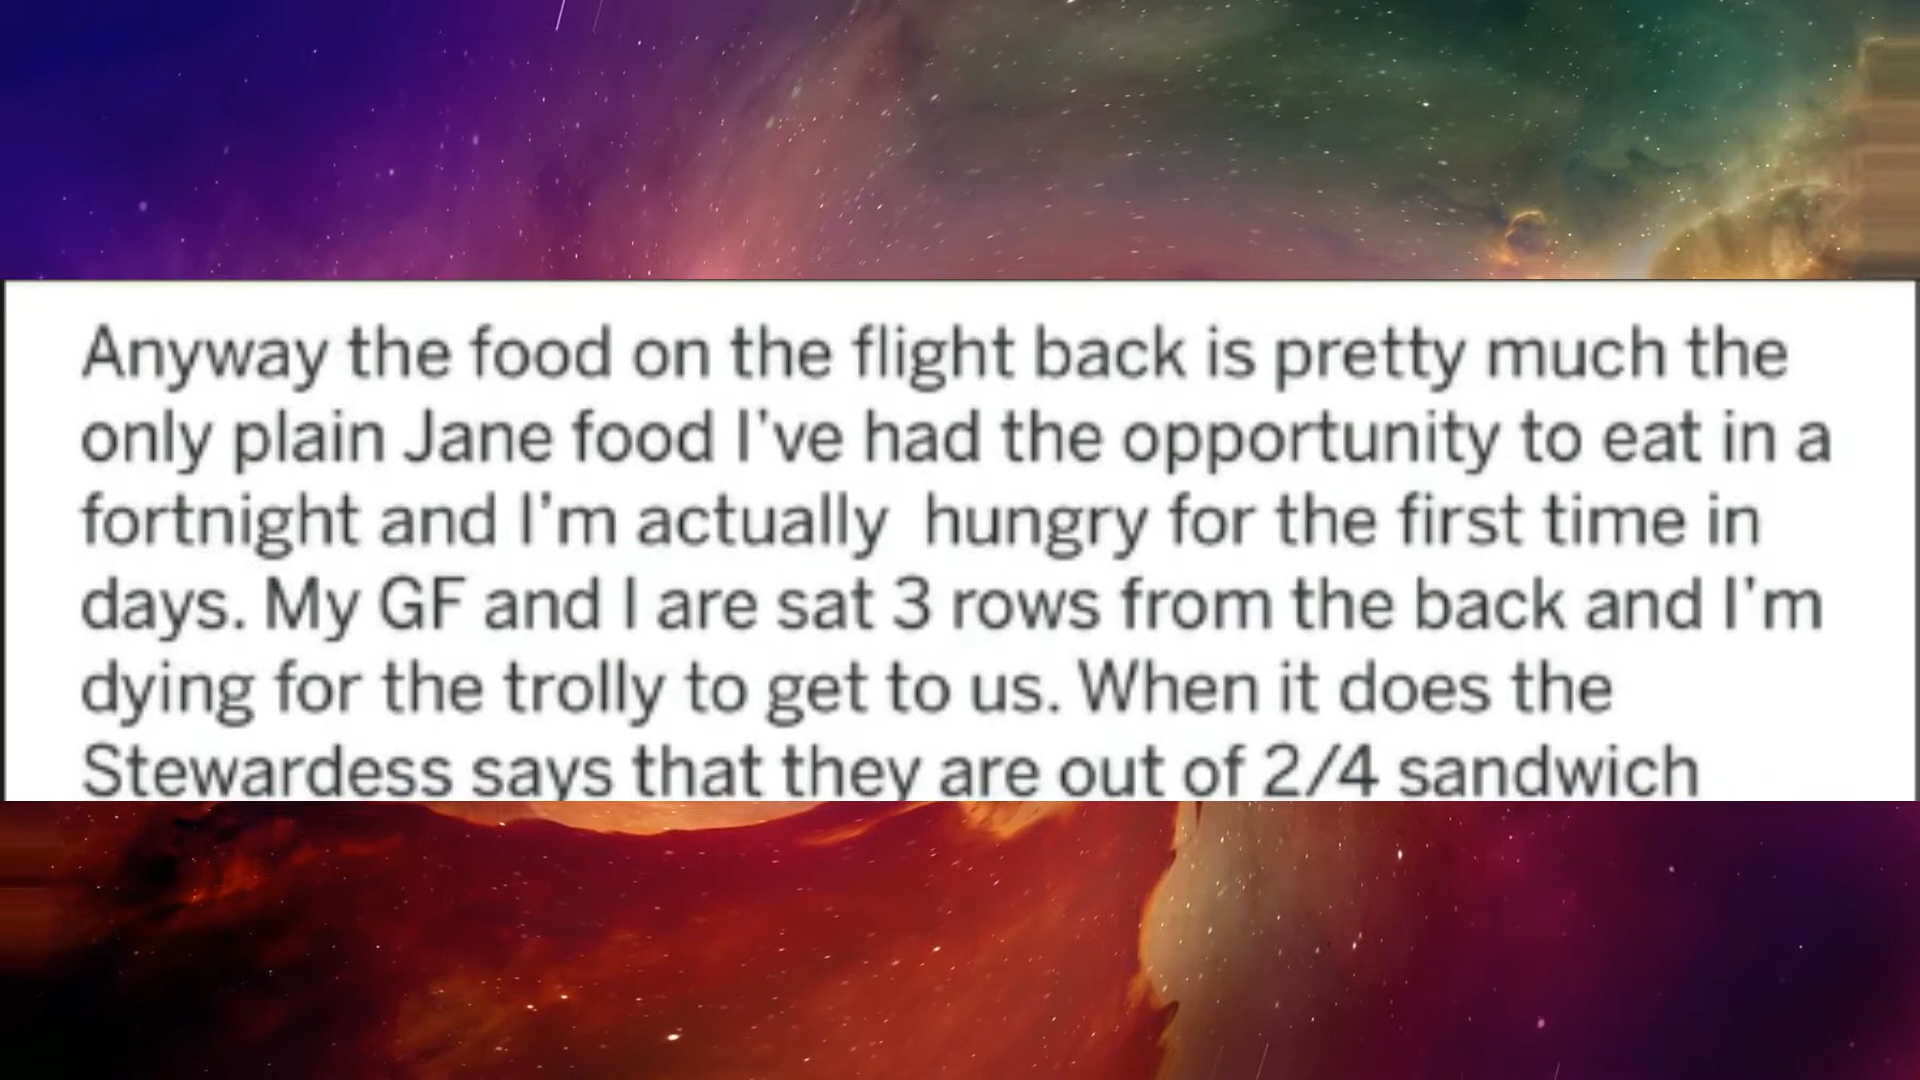 Anyway the food on the flight back is pretty much the
only plain Jane food I've had the opportunity to eat in a
fortnight and I'm actually  hungry for the first time in
days. My GF and I are sat 3 rows from the back and I'm
dying for the trolly to get to us. When it does the
Stewardess says that they are out of 2/4 sandwich